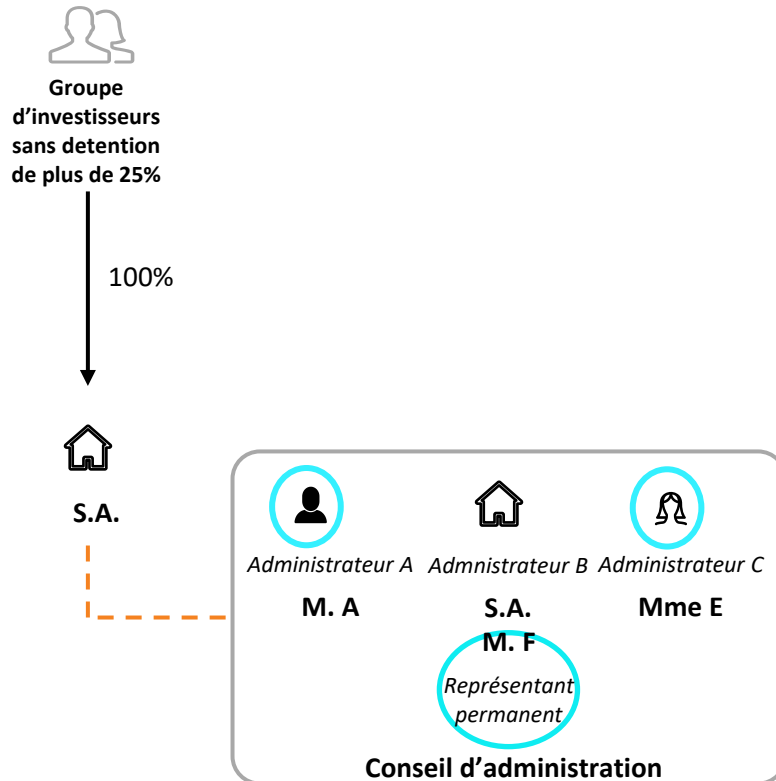 Groupe
d'investisseurs
sans detention
de plus de 25%
100%
S.A.
Administrateur A
Admnistrateur B
Administrateur C
M. A
S.A.
Mme E
M. F
Représentant
permanent
Conseil d'administration